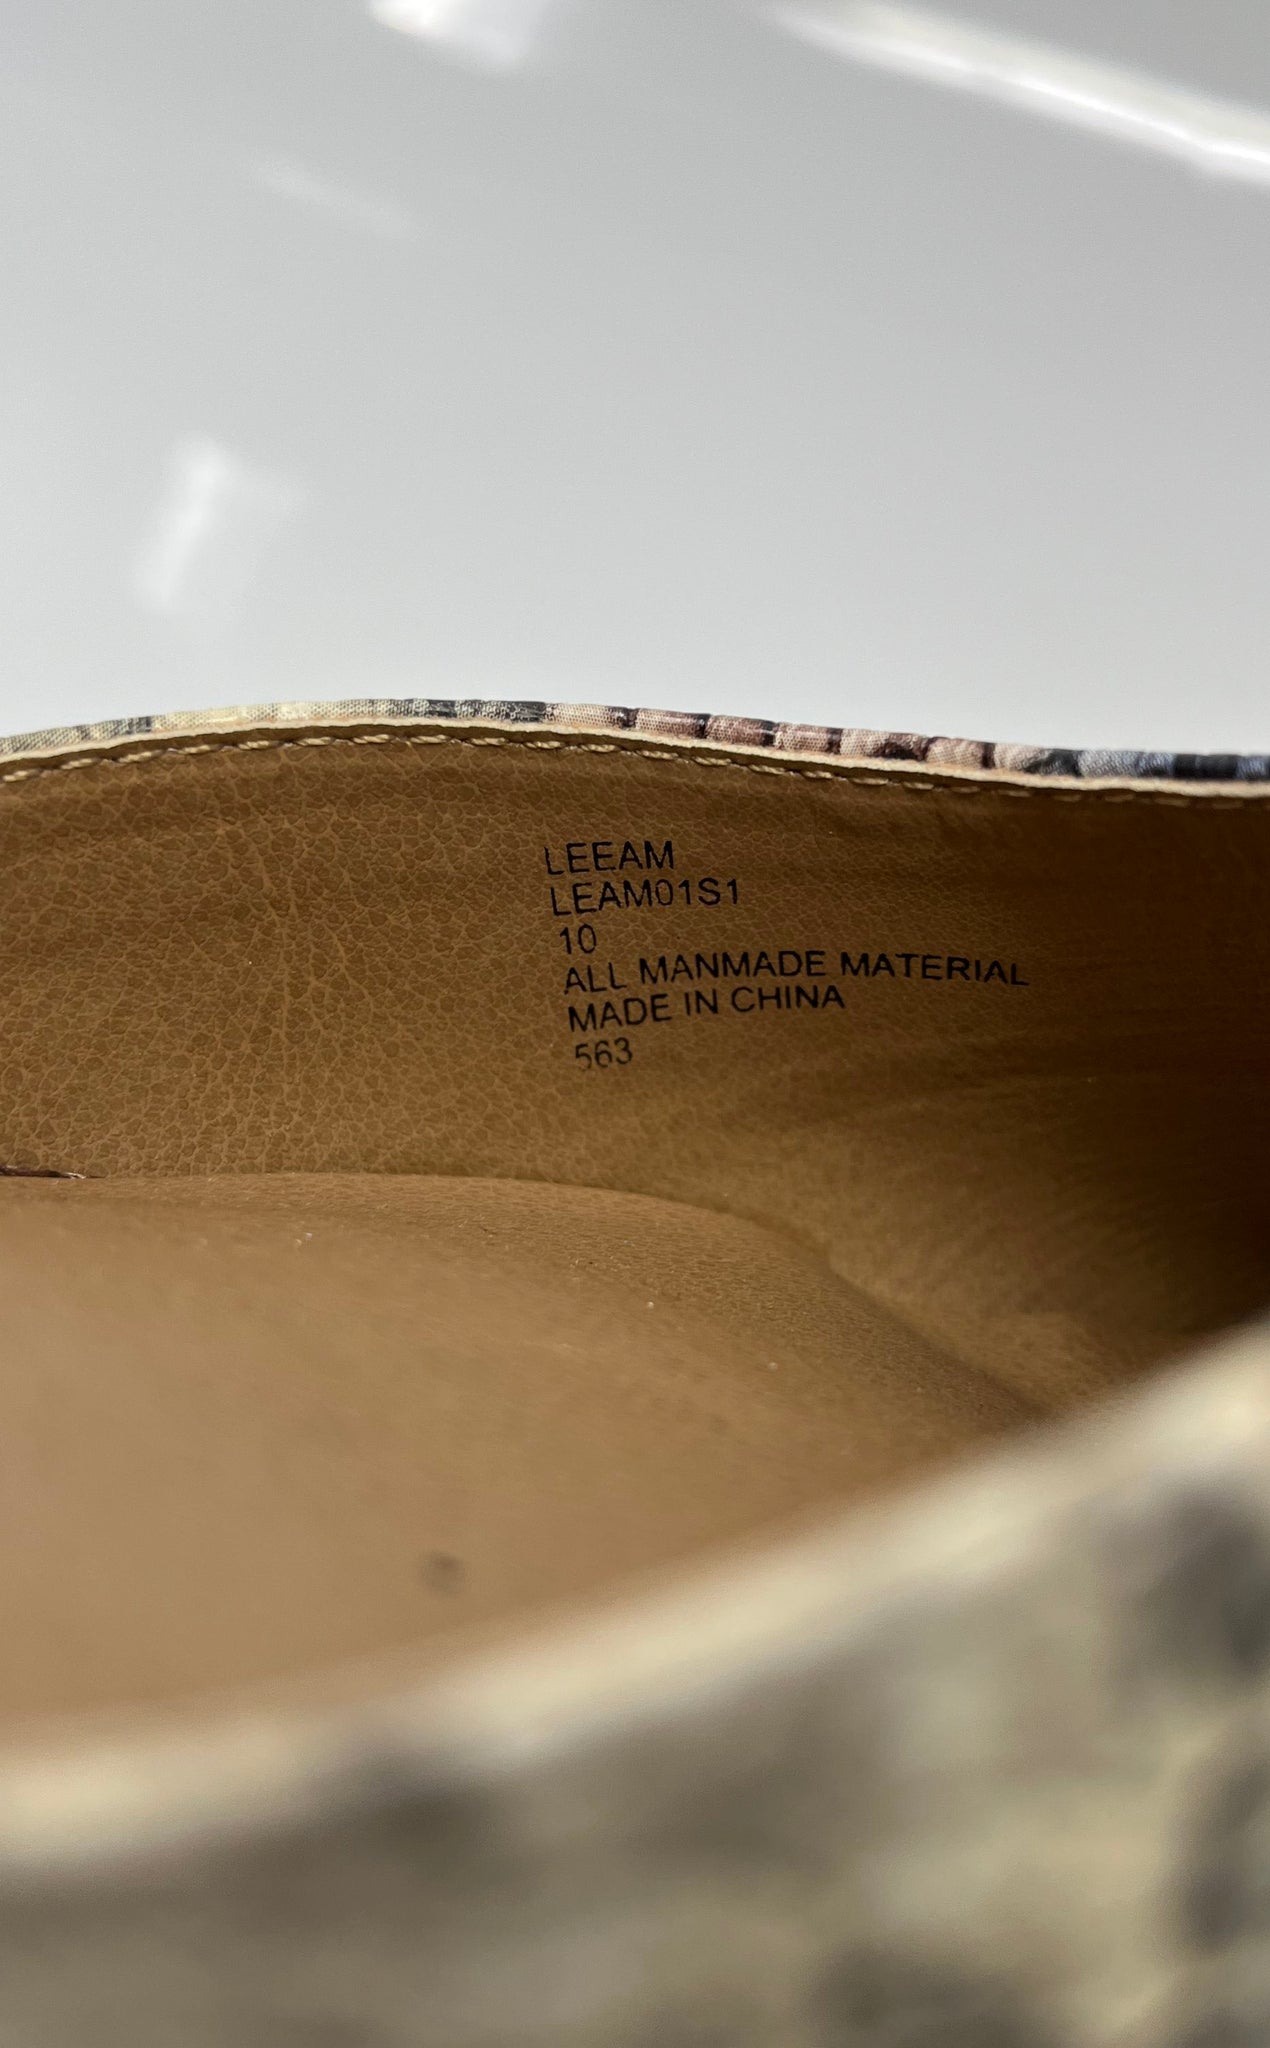 LEEAM
LEAM01S1
10
ALL MANMADE MATERIAL
MADE IN CHINA
563